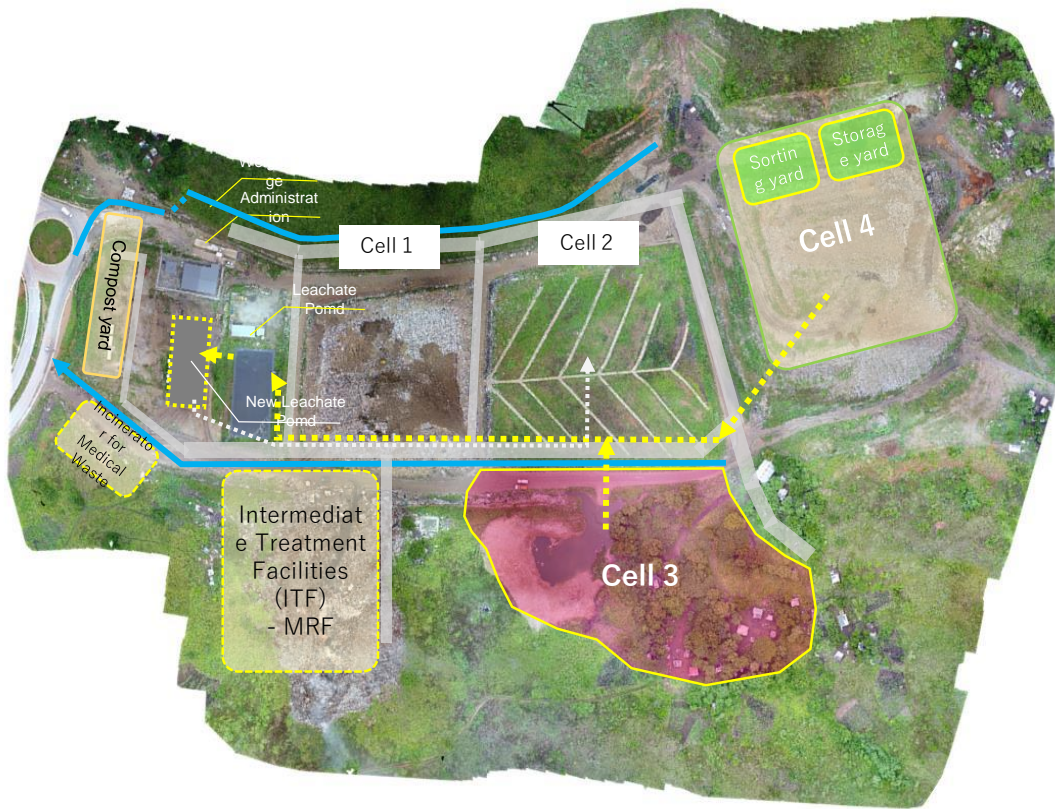 ge
Administrat
ion
Cell 1
Cell 2
Sortin
g yard
Storag
e yard
Cell 4
Compost yard
Leachate
Pomd
New Leachate
Pomd
Incinerato
r for
Medical
Waste
Intermediat
e Treatment
Facilities
(ITF)
- MRF
Cell 3